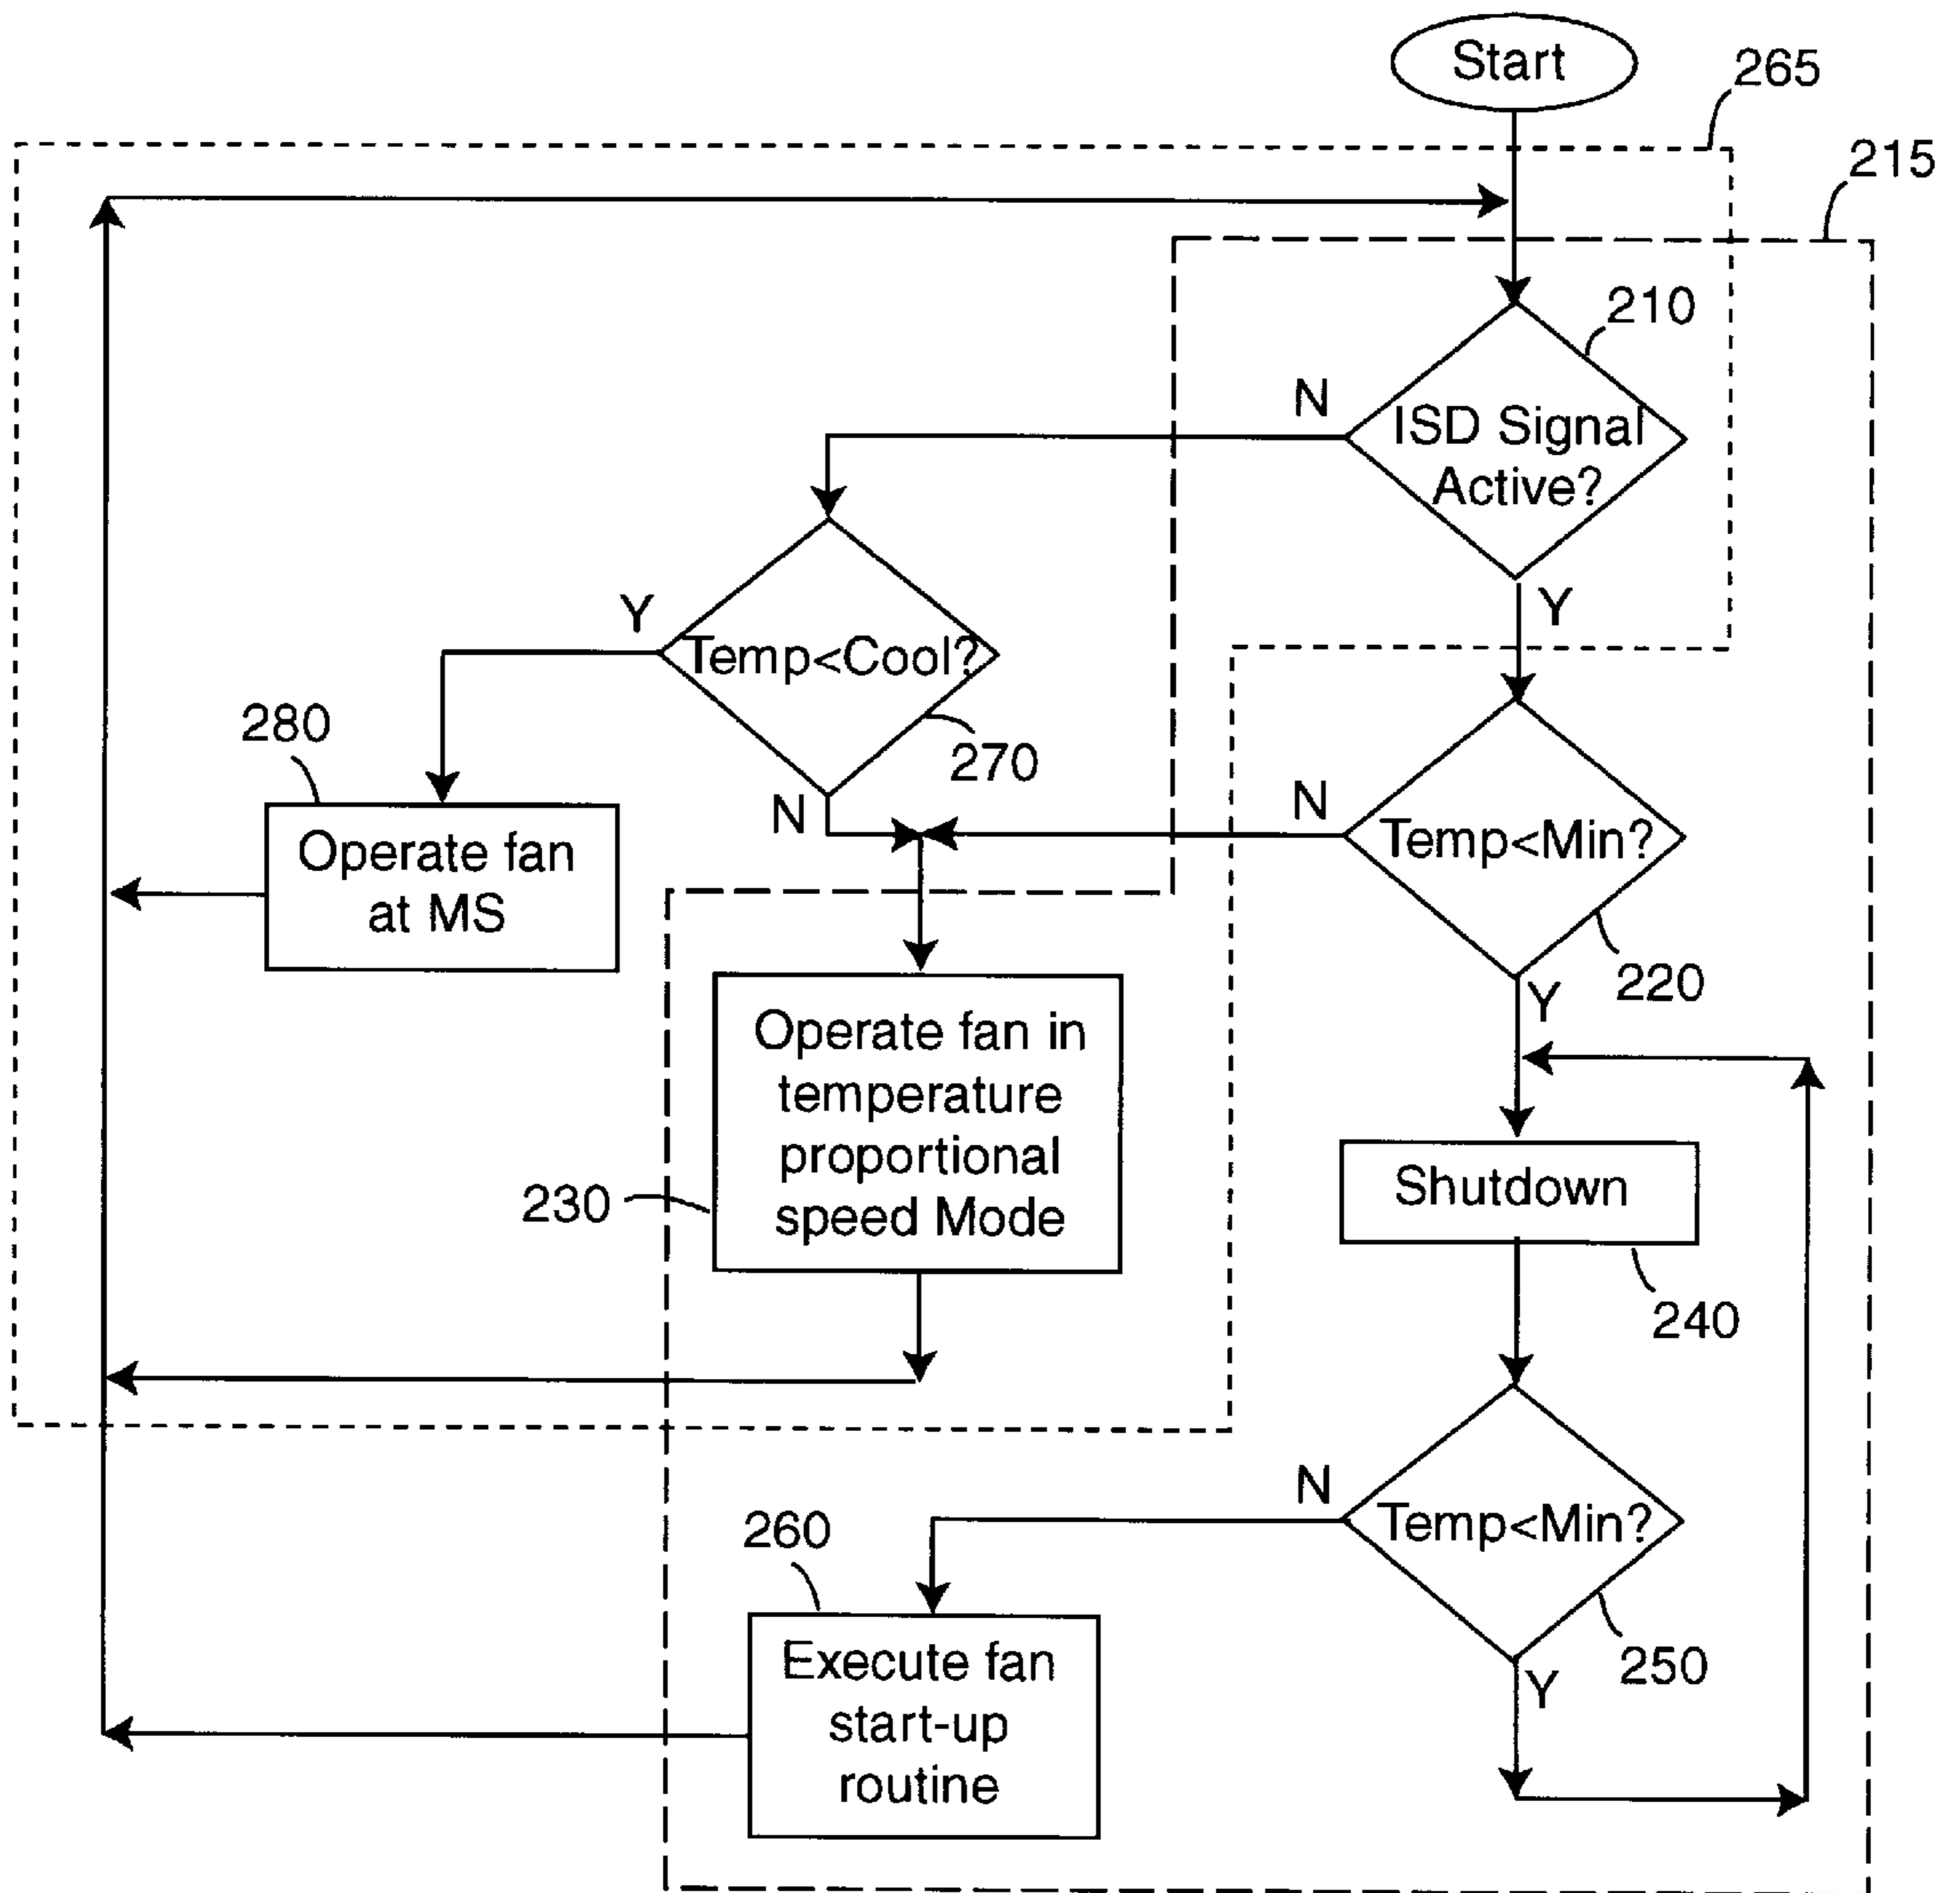 Start
265
215
210
N
ISD Signal
Active?
Y
Y
Temp<Cool?
280
270
N
N
Temp<Min?
Operate fan
at MS
220
Y
Operate fan in
temperature
proportional
speed Mode
230
Shutdown
240
N
Temp<Min?
260
250
Y
Execute fan
start-up
routine